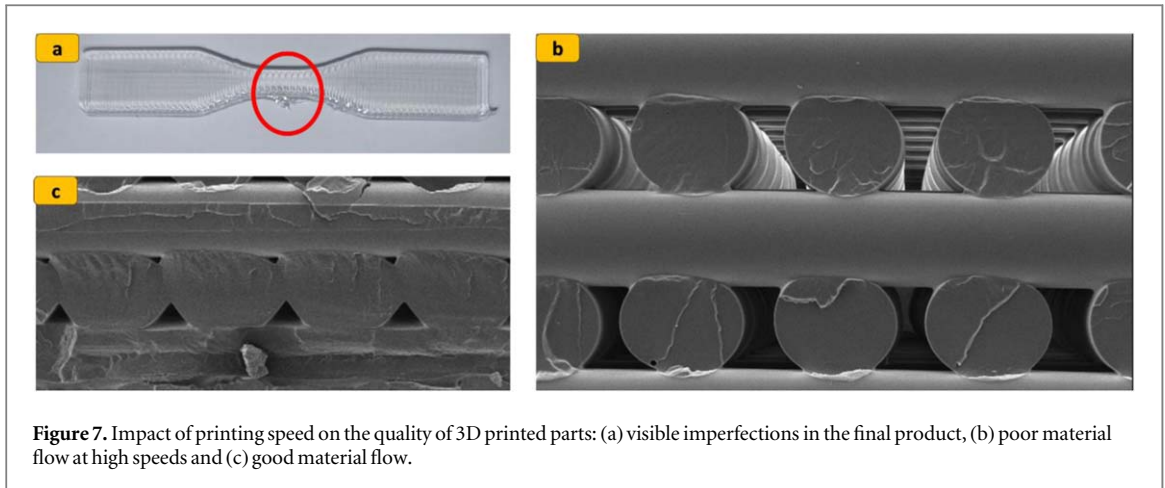 a
b
c
Figure 7. Impact of printing speed on the quality of 3D printed parts: (a) visible imperfections in the final product, (b) poor material
flow at high speeds and (c) good material flow.